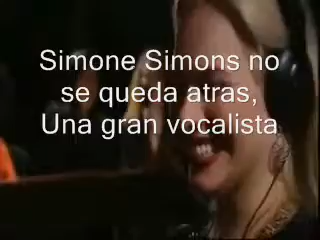 Simone Simons no
se queda atras,
Una gran vocalista